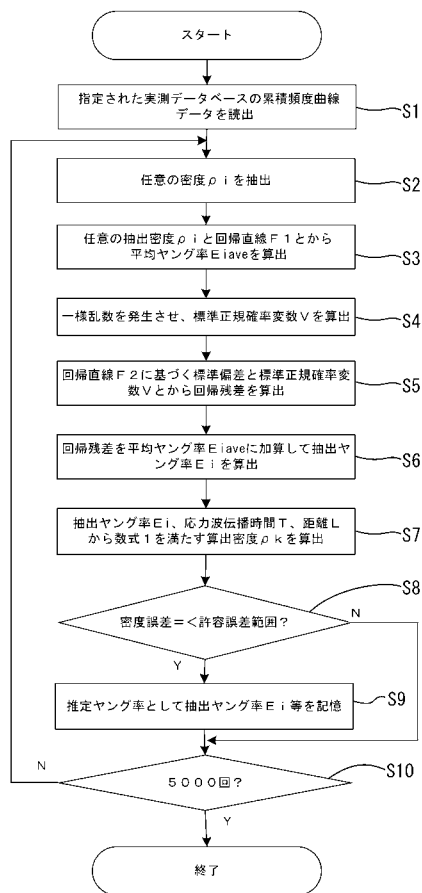 スタート
指定された実測データベースの累積頻度曲線
データを読出
S1
任意の密度ρiを抽出
S2
任意の抽出密度ρiと回帰直線F1とから
平均ヤング率Eiaveを算出
S3
一様乱数を発生させ、標準正規確率変数Vを算出
S4
回帰直線F2に基づく標準偏差と標準正規確率変
数Vとから回帰残差を算出
S5
回帰残差を平均ヤング率Eiaveに加算して抽出ヤ
ング率Eiを算出
S6
抽出ヤング率Ei、応力波伝播時間T、距離L
から数式1を満たす算出密度ρkを算出
S7
密度誤差=<許容誤差範囲?
S8
N
Y
推定ヤング率として抽出ヤング率Ei等を記憶
S9
N
5000回?
S10
Y
終了